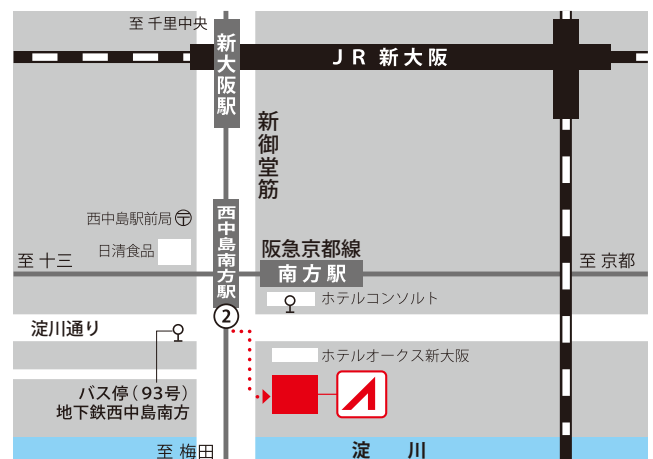 至 千里中央
新大阪駅
JR 新大阪
新御堂筋
西中島駅前局
日清食品
西中島南方駅
阪急京都線
南方駅
至 十三
至 京都
ホテルコンソルト
2
淀川通り
ホテルオークス新大阪
バス停（93号）
地下鉄西中島南方
至 梅田
淀 川